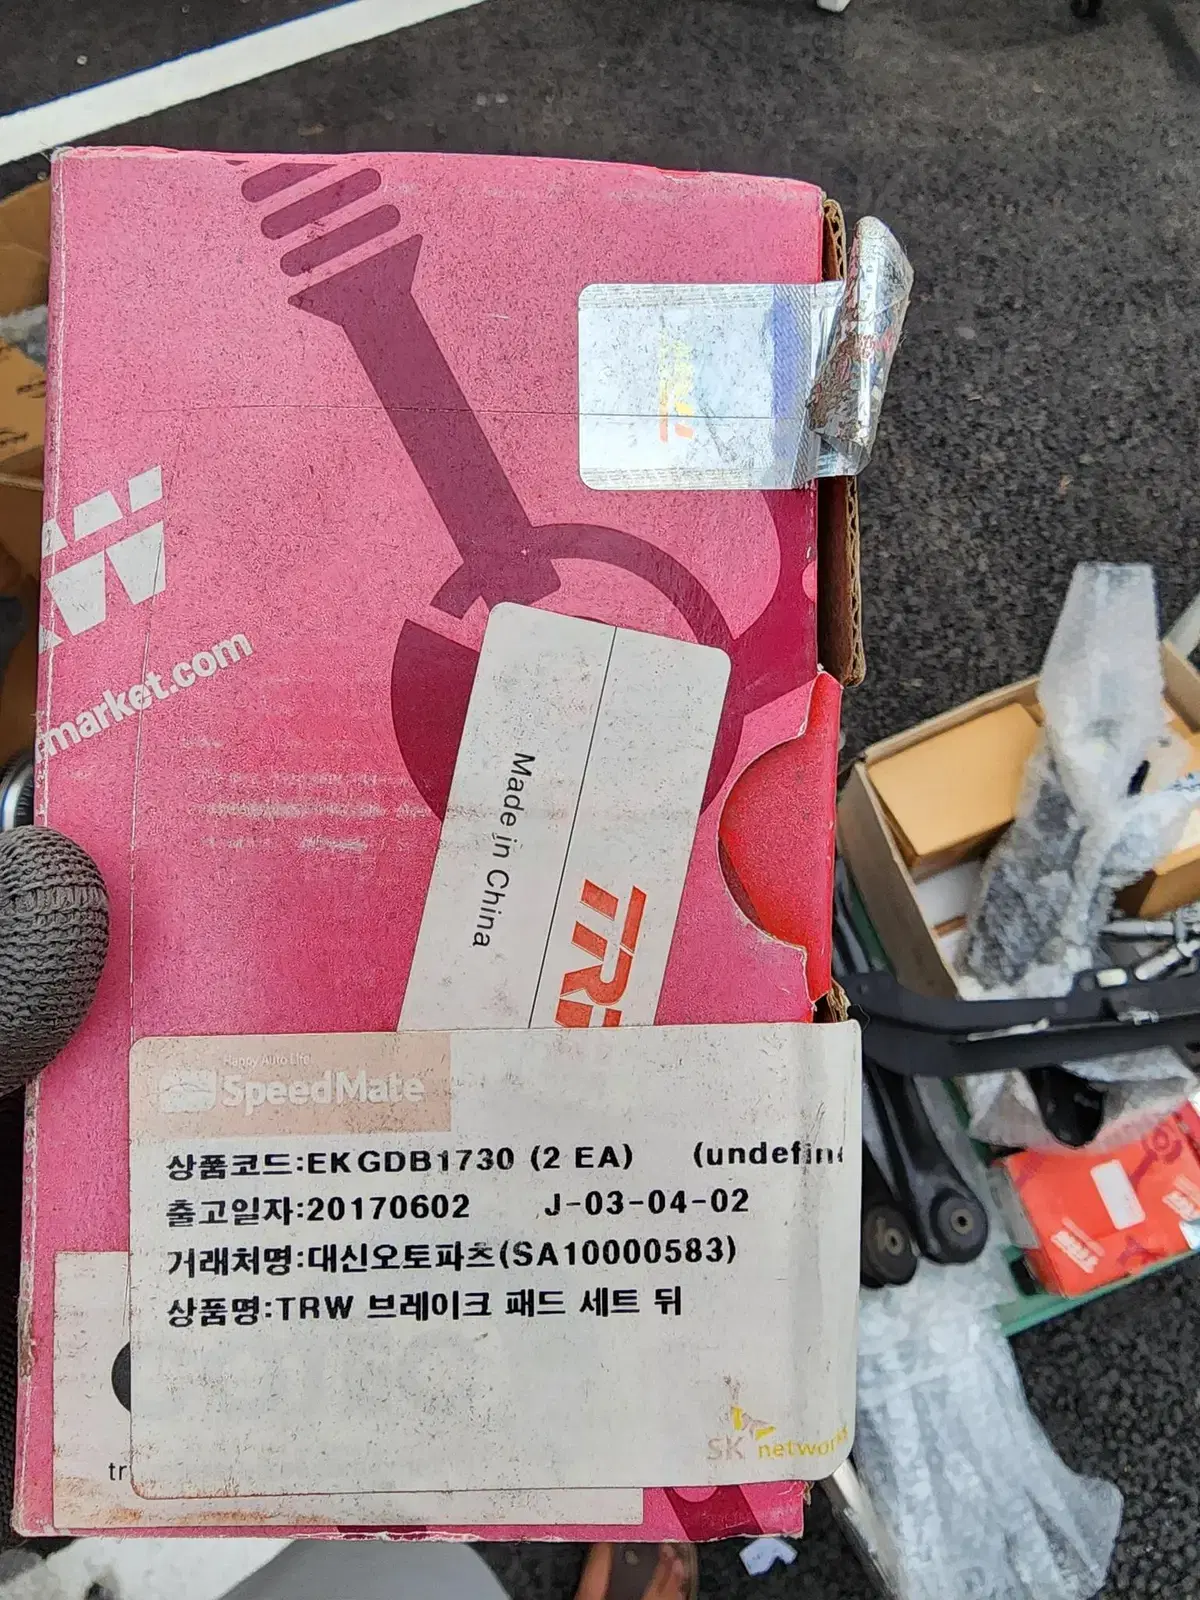 W
market.com
Made in China
TRW
Happy Auto Life
SpeedMate
상품코드:EKGDB1730 (2 EA) (undefin
출고일자:20170602 J-03-04-02
거래처명:대신오토파츠(SA10000583)
상품명:TRW 브레이크 패드 세트 뒤
SK networks
tr